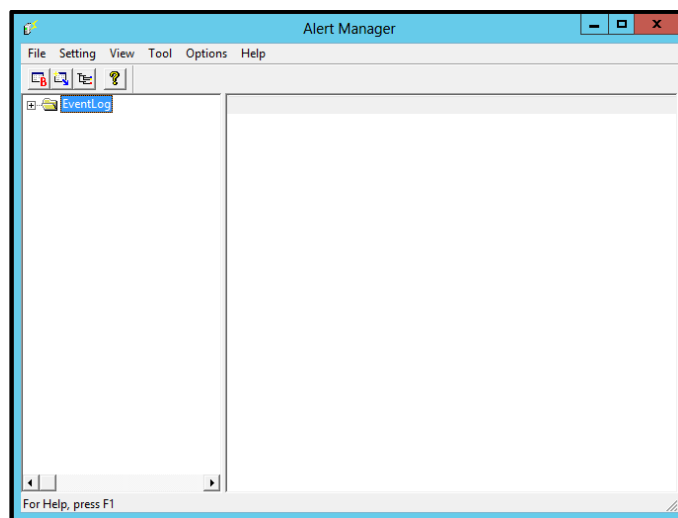 Alert Manager
File Setting View Tool Options Help
B ?
EventLog
For Help, press F1